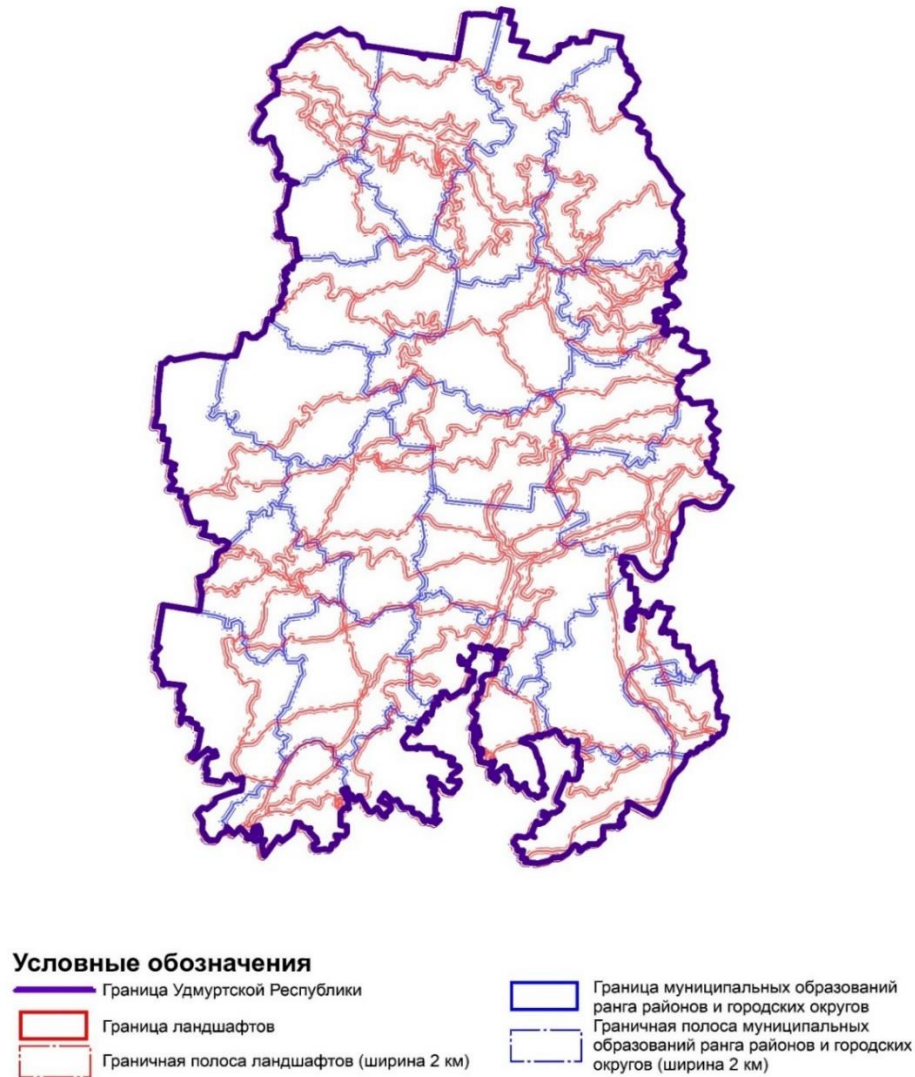 Условные обозначения
Граница Удмуртской Республики
Граница ландшафтов
Граничная полоса ландшафтов (ширина 2 км)
Граница муниципальных образований
ранга районов и городских округов
Граничная полоса муниципальных
образований ранга районов и городских
округов (ширина 2 км)